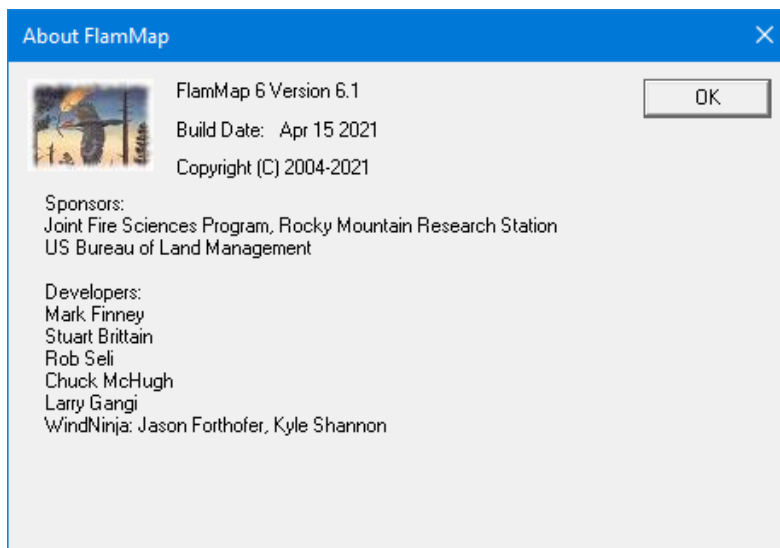 About FlamMap
FlamMap 6 Version 6.1
OK
Build Date: Apr 15 2021
Copyright (C) 2004-2021
Sponsors:
Joint Fire Sciences Program, Rocky Mountain Research Station
US Bureau of Land Management
Developers:
Mark Finney
Stuart Brittain
Rob Seli
Chuck McHugh
Larry Gangi
WindNinja: Jason Forthofer, Kyle Shannon